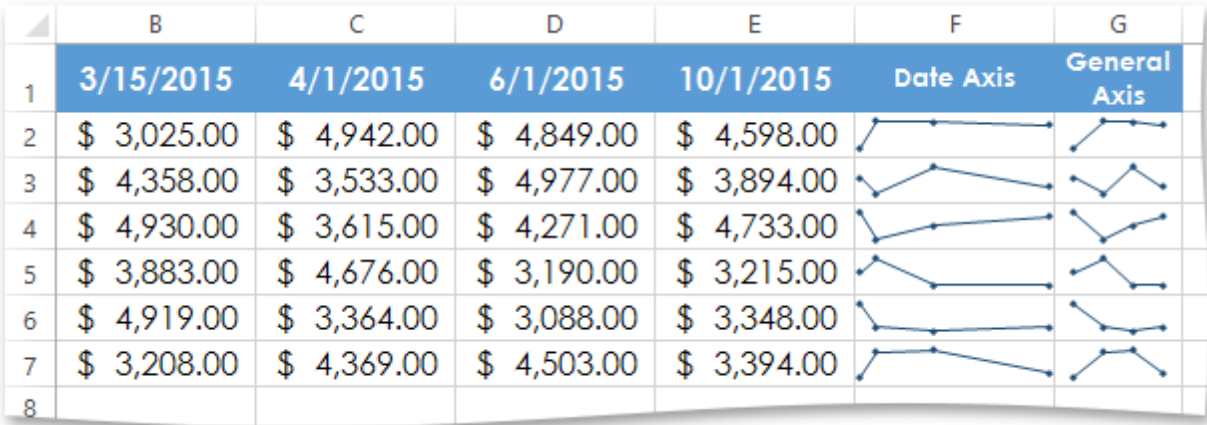 B C D E F G
1 3/15/2015 4/1/2015 6/1/2015 10/1/2015 Date Axis General Axis
2 $ 3,025.00 $ 4,942.00 $ 4,849.00 $ 4,598.00
3 $ 4,358.00 $ 3,533.00 $ 4,977.00 $ 3,894.00
4 $ 4,930.00 $ 3,615.00 $ 4,271.00 $ 4,733.00
5 $ 3,883.00 $ 4,676.00 $ 3,190.00 $ 3,215.00
6 $ 4,919.00 $ 3,364.00 $ 3,088.00 $ 3,348.00
7 $ 3,208.00 $ 4,369.00 $ 4,503.00 $ 3,394.00
8